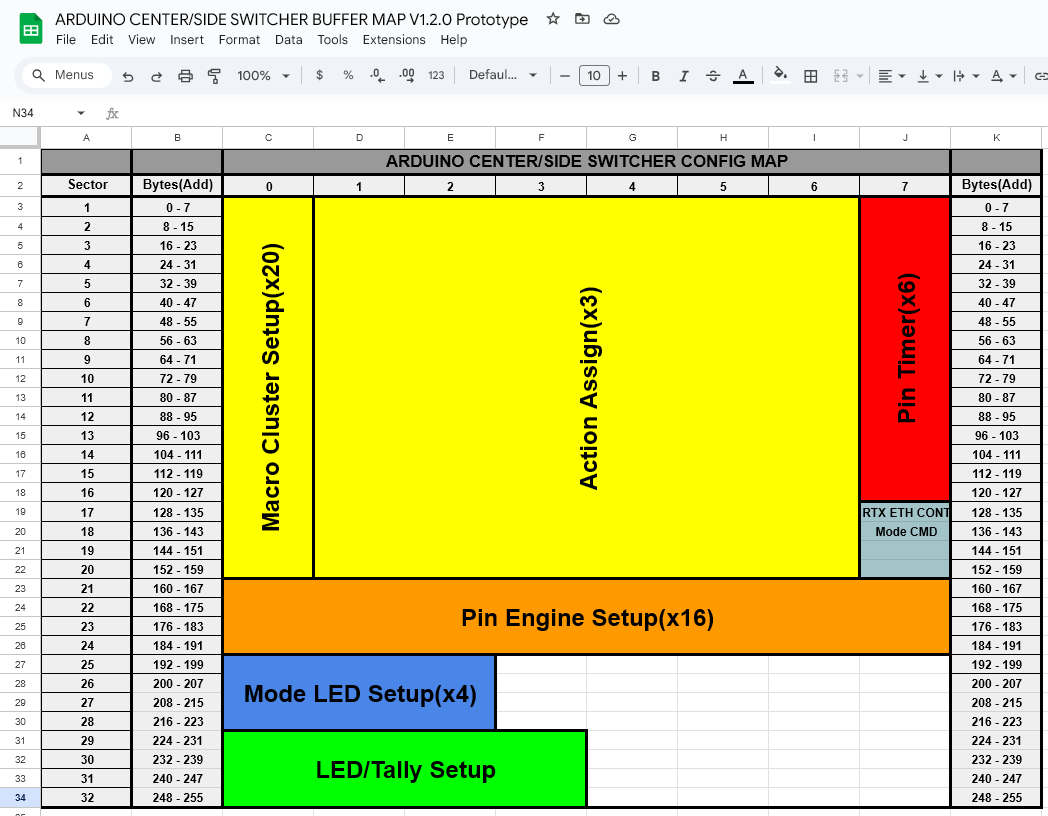 ARDUINO CENTER/SIDE SWITCHER BUFFER MAP V1.2.0 Prototype
File Edit View Insert Format Data Tools Extensions Help
Menus 100% $ % .0 .00 123 Defaul... − 10 + B I S A A
N34 fx
A B C D E F G H I J K
1 ARDUINO CENTER/SIDE SWITCHER CONFIG MAP
2 Sector Bytes(Add) 0 1 2 3 4 5 6 7 Bytes(Add)
3 1 0 - 7 0 - 7
4 2 8 - 15 8 - 15
5 3 16 - 23 16 - 23
6 4 24 - 31 24 - 31
7 5 32 - 39 32 - 39
8 6 40 - 47 40 - 47
9 7 48 - 55 48 - 55
10 8 56 - 63 56 - 63
11 9 64 - 71 64 - 71
12 10 72 - 79 72 - 79
13 11 80 - 87 80 - 87
14 12 88 - 95 88 - 95
15 13 96 - 103 96 - 103
16 14 104 - 111 104 - 111
17 15 112 - 119 112 - 119
18 16 120 - 127 120 - 127
Macro Cluster Setup(x20)
Action Assign(x3)
Pin Timer(x6)
19 17 128 - 135 RTX ETH CONT 128 - 135
20 18 136 - 143 Mode CMD 136 - 143
21 19 144 - 151 144 - 151
22 20 152 - 159 152 - 159
23 21 160 - 167 160 - 167
24 22 168 - 175 168 - 175
Pin Engine Setup(x16)
25 23 176 - 183 176 - 183
26 24 184 - 191 184 - 191
27 25 192 - 199 192 - 199
28 26 200 - 207 200 - 207
Mode LED Setup(x4)
29 27 208 - 215 208 - 215
30 28 216 - 223 216 - 223
31 29 224 - 231 224 - 231
32 30 232 - 239 232 - 239
LED/Tally Setup
33 31 240 - 247 240 - 247
34 32 248 - 255 248 - 255